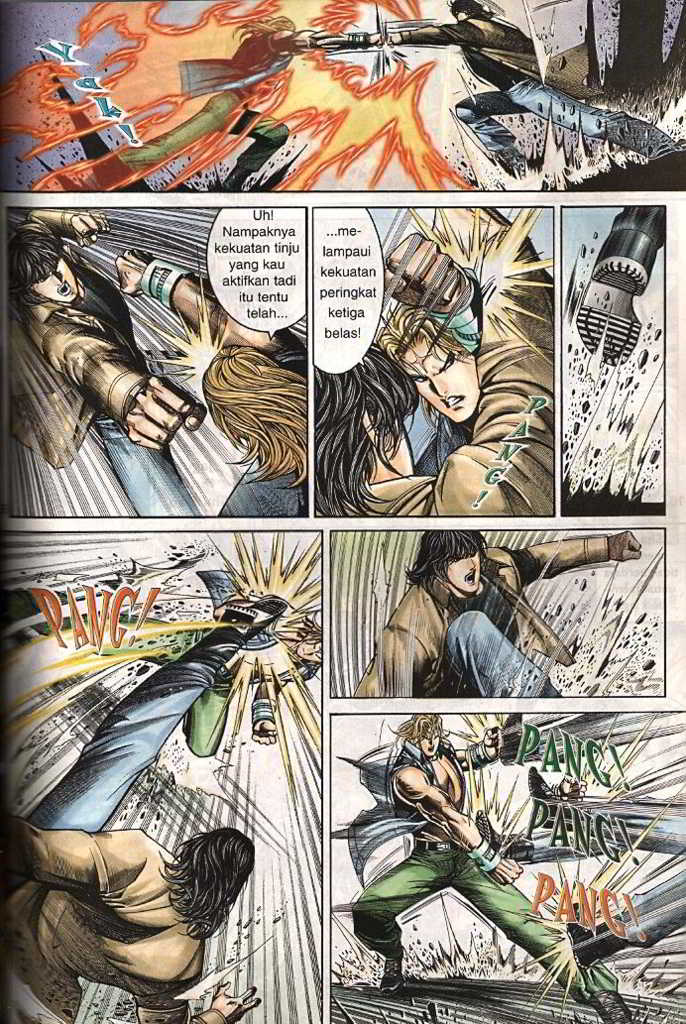 Yak!
Uh!
Nampaknya
kekuatan tinju
yang kau
aktifkan tadi
itu tentu
telah...
...me-
lampaui
kekuatan
peringkat
ketiga
belas!
PANG!
PANG!
PANG!
PANG!
PANG!